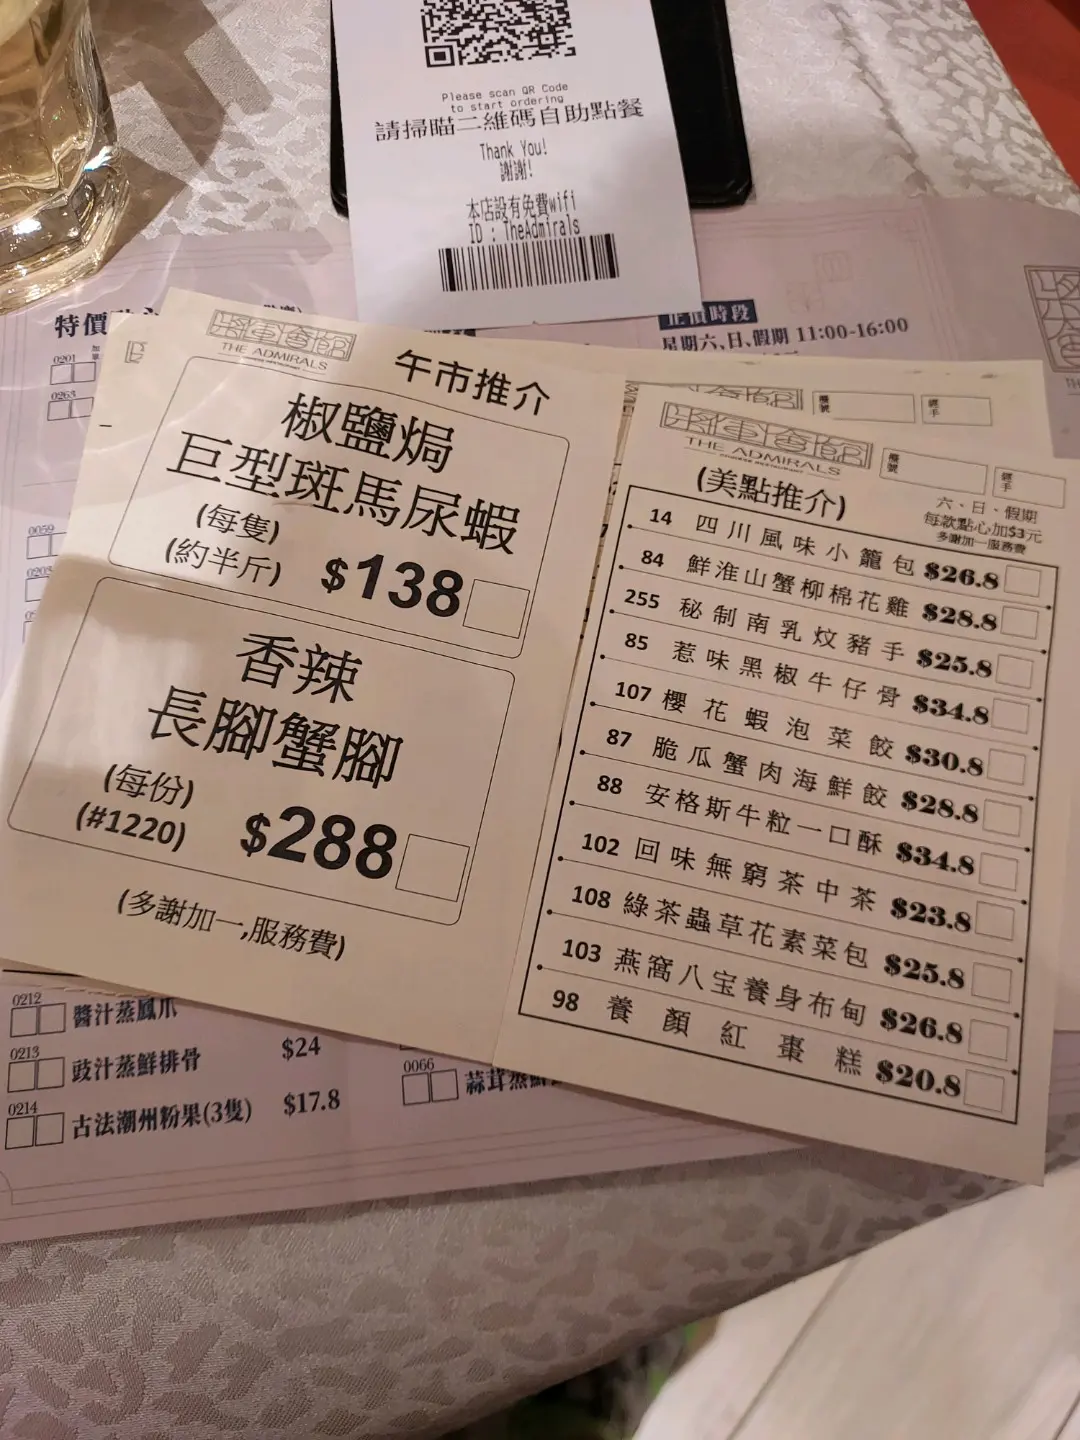 Please scan QR Code
to start ordering
請掃瞄二維碼自助點餐
Thank You!
謝謝!
本店設有免費wifi
ID : TheAdmirals
特價
星期六、日、假期 11:00-16:00
0201
0263
0059
將軍會館
THE ADMIRALS
午市推介
椒鹽焗
巨型斑馬尿蝦
(每隻)
(約半斤) $138
香辣
長腳蟹腳
(每份)
(#1220) $288
(多謝加一,服務費)
將軍會館
THE ADMIRALS
檯號
經手
(美點推介)
六、日、假期
每款點心加$3元
多謝加一服務費
14 四川風味小籠包 $26.8
84 鮮淮山蟹柳棉花雞 $28.8
255 秘制南乳炆豬手 $25.8
85 惹味黑椒牛仔骨 $34.8
107 櫻花蝦泡菜餃 $30.8
87 脆瓜蟹肉海鮮餃 $28.8
88 安格斯牛粒一口酥 $34.8
102 回味無窮茶中茶 $23.8
108 綠茶蟲草花素菜包 $25.8
103 燕窩八宝養身布甸 $26.8
98 養顏紅棗糕 $20.8
0212 醬汁蒸鳳爪
0213 豉汁蒸鮮排骨 $24
0214 古法潮州粉果(3隻) $17.8
0066 蒜茸蒸鮮